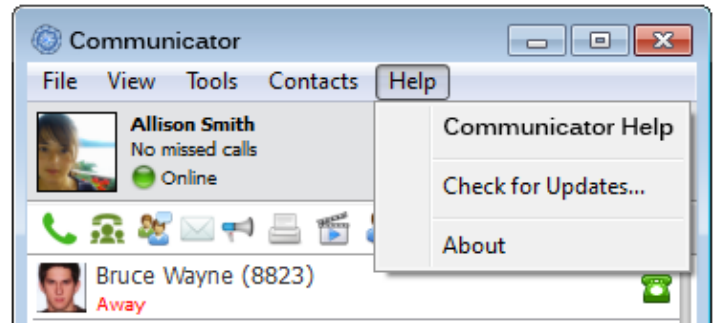 Communicator
File View Tools Contacts Help
Allison Smith
No missed calls
Online
Communicator Help
Check for Updates...
About
Bruce Wayne (8823)
Away